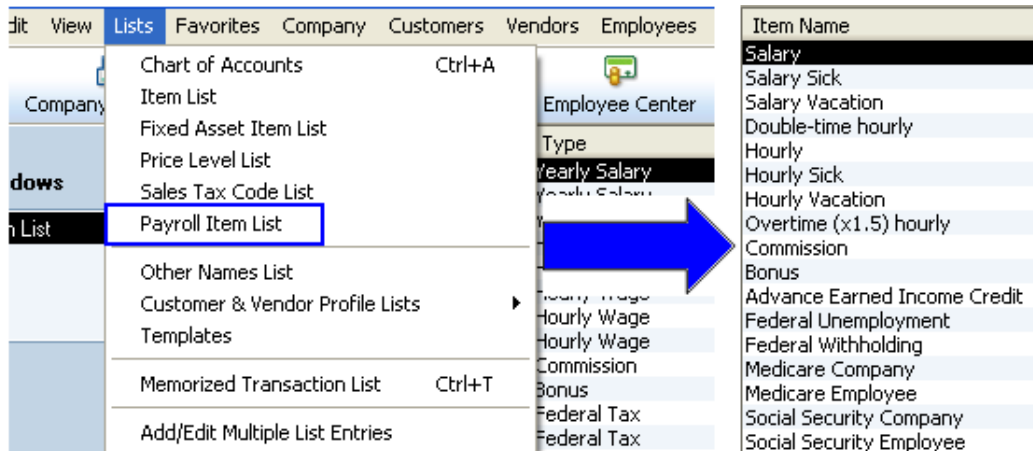 dit View Lists Favorites Company Customers Vendors Employees
Company
Employee Center
dows
n List
Chart of Accounts Ctrl+A
Item List
Fixed Asset Item List
Price Level List
Sales Tax Code List
Payroll Item List
Other Names List
Customer & Vendor Profile Lists
Templates
Memorized Transaction List Ctrl+T
Add/Edit Multiple List Entries
Type
Yearly Salary
Yearly Salary
Hourly Wage
Hourly Wage
Hourly Wage
Commission
Bonus
Federal Tax
Federal Tax
Item Name
Salary
Salary Sick
Salary Vacation
Double-time hourly
Hourly
Hourly Sick
Hourly Vacation
Overtime (x1.5) hourly
Commission
Bonus
Advance Earned Income Credit
Federal Unemployment
Federal Withholding
Medicare Company
Medicare Employee
Social Security Company
Social Security Employee